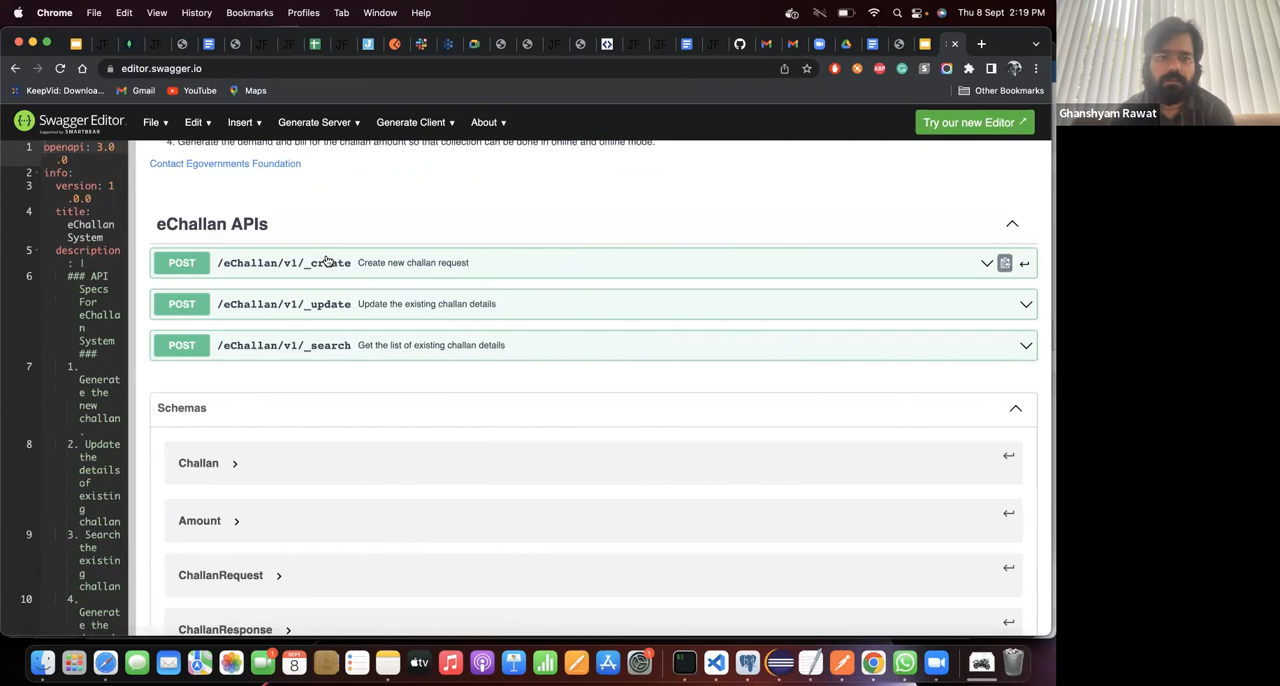 Chrome File Edit View History Bookmarks Profiles Tab Window Help Thu 8 Sept 2:19 PM
editor.swagger.io
KeepVid: Downloa... Gmail YouTube Maps Other Bookmarks
Ghanshyam Rawat
Swagger Editor
Supported by SMARTBEAR
File Edit Insert Generate Server Generate Client About Try our new Editor
1 openapi: 3.0
.0
2 info:
3 version: 1
.0.0
4 title:
eChallan
System
5 description
: |
6 ### API
Specs
For
eChalla
n
System
###
7 1.
Generat
e the
new
challan
.
8 2. Update
the
details
of
existin
g
challan
9 3. Search
the
existin
g
challan
10 4.
Generat
e the
4. Generate the demand and bill for the challan amount so that collection can be done in online and offline mode.
Contact Egovernments Foundation
eChallan APIs
POST /eChallan/v1/_create Create new challan request
POST /eChallan/v1/_update Update the existing challan details
POST /eChallan/v1/_search Get the list of existing challan details
Schemas
Challan
Amount
ChallanRequest
ChallanResponse